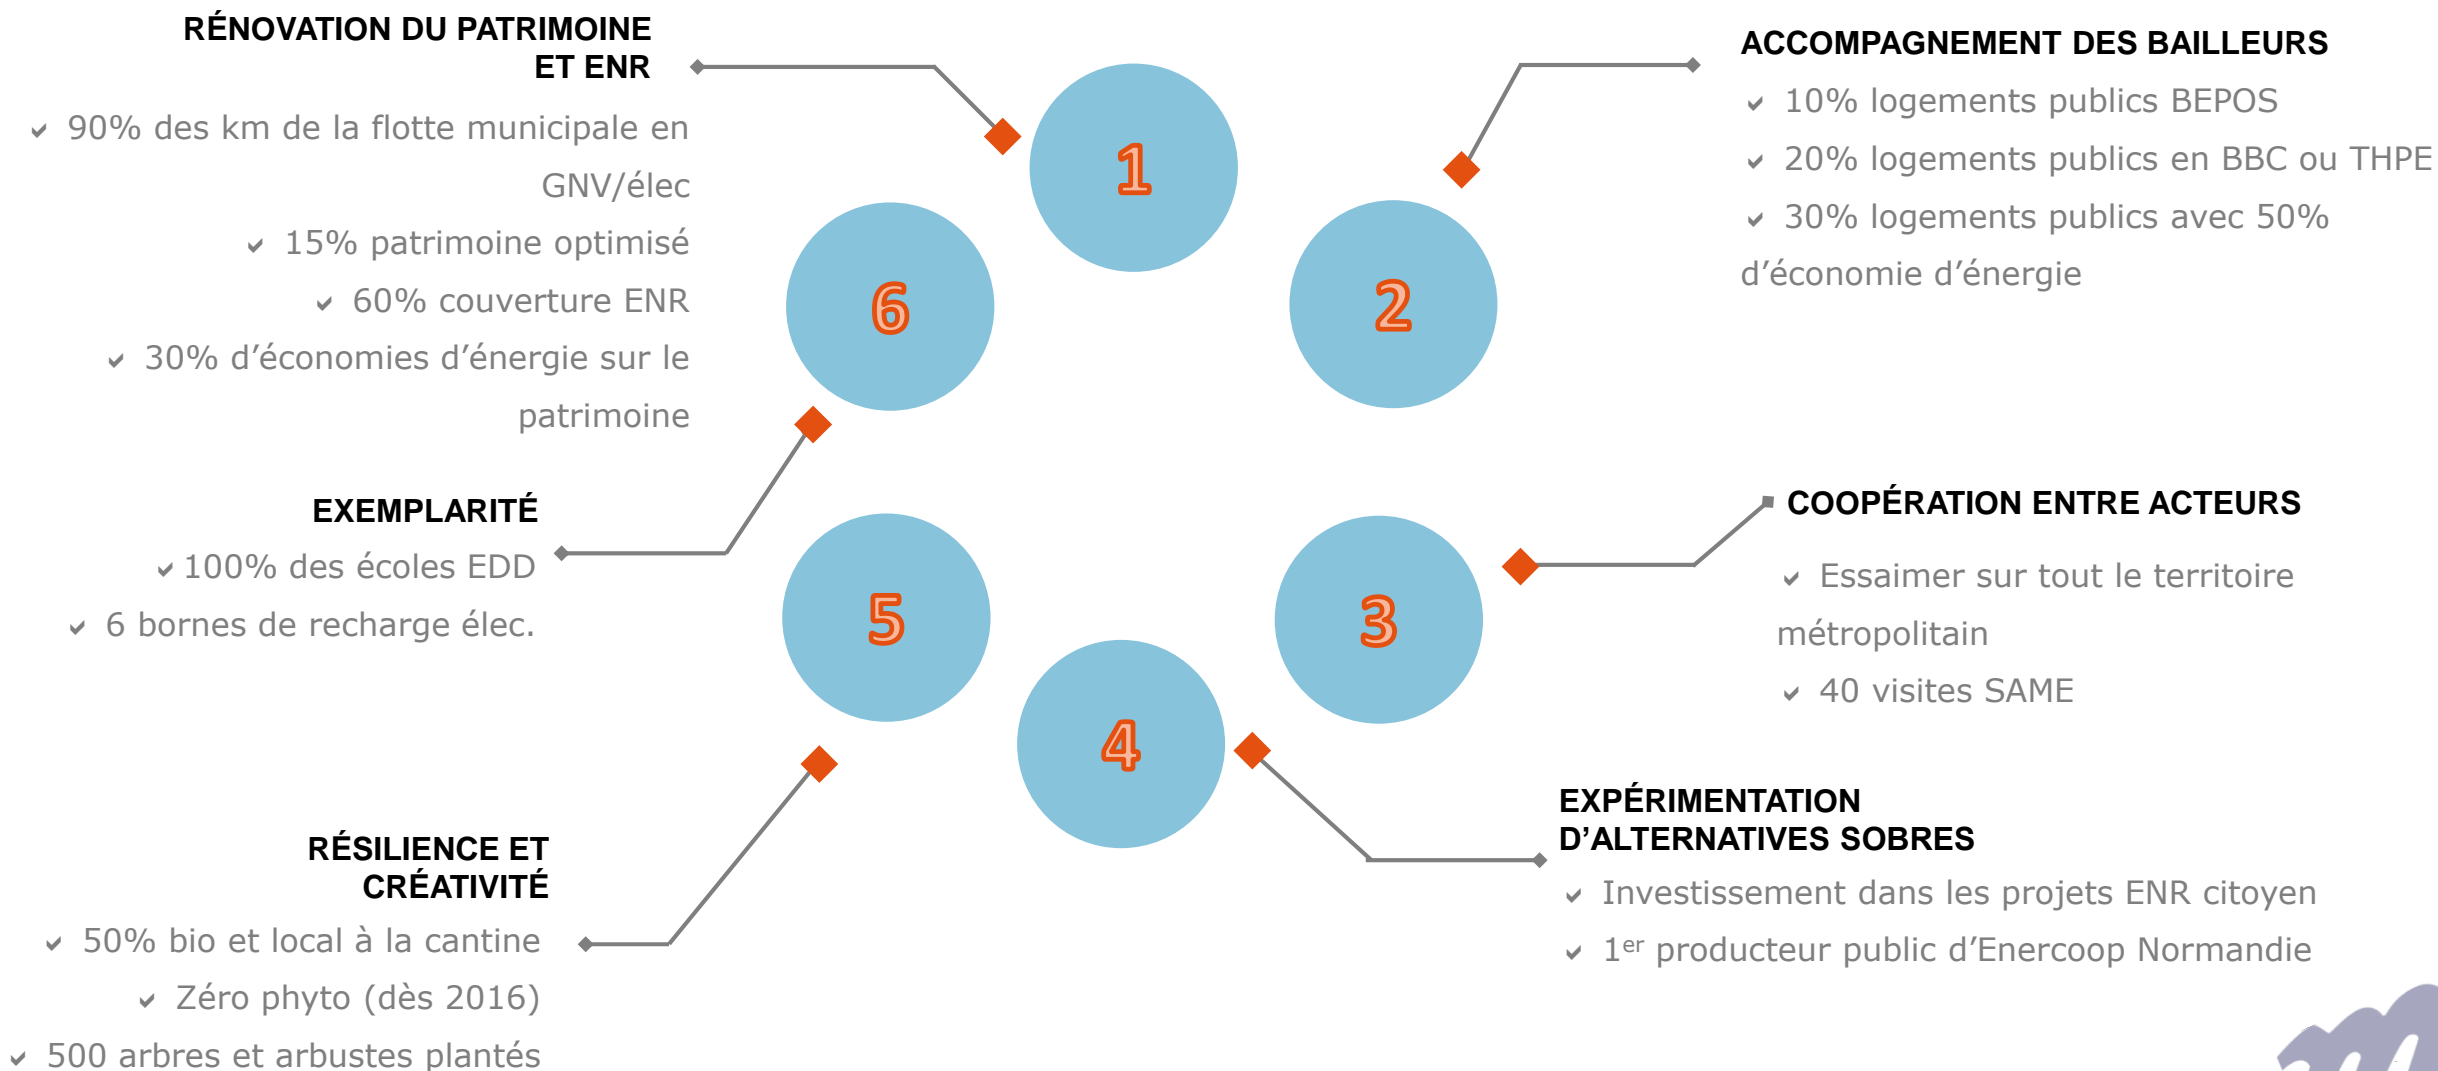 RÉNOVATION DU PATRIMOINE
ET ENR
90% des km de la flotte municipale en
GNV/élec
15% patrimoine optimisé
60% couverture ENR
30% d’économies d’énergie sur le
patrimoine
1
ACCOMPAGNEMENT DES BAILLEURS
10% logements publics BEPOS
20% logements publics en BBC ou THPE
30% logements publics avec 50%
d’économie d’énergie
2
COOPÉRATION ENTRE ACTEURS
Essaimer sur tout le territoire
métropolitain
40 visites SAME
3
EXPÉRIMENTATION
D’ALTERNATIVES SOBRES
Investissement dans les projets ENR citoyen
1er producteur public d’Enercoop Normandie
4
RÉSILIENCE ET
CRÉATIVITÉ
50% bio et local à la cantine
Zéro phyto (dès 2016)
500 arbres et arbustes plantés
5
EXEMPLARITÉ
100% des écoles EDD
6 bornes de recharge élec.
6